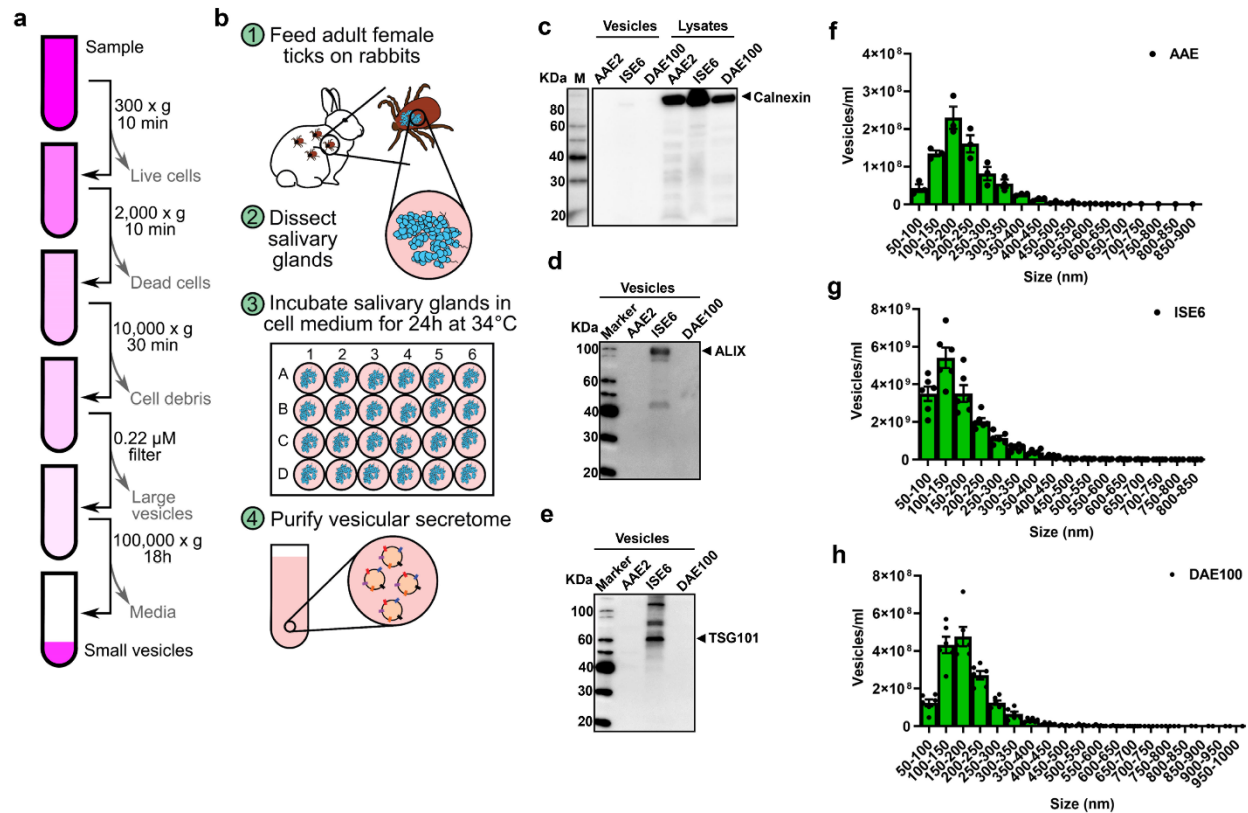 a
Sample
300 x g
10 min
Live cells
2,000 x g
10 min
Dead cells
10,000 x g
30 min
Cell debris
0.22 µM
filter
Large
vesicles
100,000 x g
18h
Media
Small vesicles
b
1 Feed adult female
ticks on rabbits
2 Dissect
salivary
glands
3 Incubate salivary glands in
cell medium for 24h at 34°C
1 2 3 4 5 6
A
B
C
D
4 Purify vesicular secretome
c
Vesicles Lysates
AAE2 ISE6 DAE100 AAE2 ISE6 DAE100
KDa M
80
60
40
30
20
Calnexin
d
Vesicles
Marker AAE2 ISE6 DAE100
KDa
100
60
40
30
20
ALIX
e
Vesicles
Marker AAE2 ISE6 DAE100
KDa
100
60
40
30
20
TSG101
f
AAE
Vesicles/ml
4×10⁸
3×10⁸
2×10⁸
1×10⁸
0
50-100 100-150 150-200 200-250 250-300 300-350 350-400 400-450 500-550 550-600 600-650 650-700 700-750 750-800 800-850 850-900
Size (nm)
g
ISE6
Vesicles/ml
8×10⁹
6×10⁹
4×10⁹
2×10⁹
0
50-100 100-150 150-200 200-250 250-300 300-350 350-400 400-450 500-550 550-600 600-650 650-700 700-750 750-800 800-850
Size (nm)
h
DAE100
Vesicles/ml
8×10⁸
6×10⁸
4×10⁸
2×10⁸
0
50-100 100-150 150-200 200-250 250-300 300-350 350-400 400-450 450-500 500-550 550-600 600-650 650-700 700-750 750-800 800-850 850-900 900-950 950-1000
Size (nm)